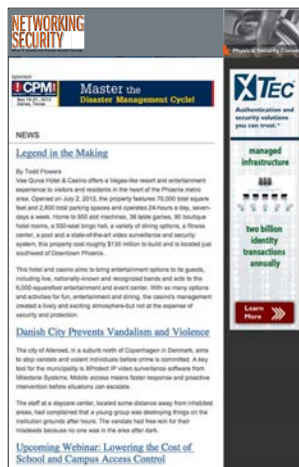 NETWORKING
SECURITY
Physical Security
sponsor
CPM
Master the
Disaster Management Cycle!
XTEC
Authentication and
security solutions
you can trust.™
managed
infrastructure
two billion
identity
transactions
annually
Learn
More
NEWS
Legend in the Making
By Todd Flowers
Vee Quiva Hotel & Casino offers a Vegas-like resort and entertainment
experience to visitors and residents in the heart of the Phoenix metro
area. Opened on July 2, 2013, the property features 70,000 total square
feet and 2,600 total parking spaces and operates 24-hours a day, seven-
days a week. Home to 950 slot machines, 36 table games, 90 boutique
hotel rooms, a 550-seat bingo hall, a variety of dining options, a fitness
center, a pool and a state-of-the-art video surveillance and security
system, this property cost roughly $135 million to build and is located just
southwest of Downtown Phoenix.
This hotel and casino aims to bring entertainment options to its guests,
including live, nationally-known and recognized bands and acts to the
6,000-squarefeet entertainment and event center. With so many options
and activities for fun, entertainment and dining, the casino's management
created a lively and exciting atmosphere-but not at the expense of
security and protection.
Danish City Prevents Vandalism and Violence
The city of Alleroed, in a suburb north of Copenhagen in Denmark, aims
to stop vandals and violent individuals before crime is committed. A key
tool for the municipality is XProtect IP video surveillance software from
Milestone Systems. Mobile access means faster response and proactive
intervention before situations can escalate.
The staff at a daycare center, located some distance away from inhabited
areas, had complained that a young group was destroying things on the
institution grounds after hours. The vandals had free rein for their
misdeeds because no one was in the area after dark.
Upcoming Webinar: Lowering the Cost of
School and Campus Access Control